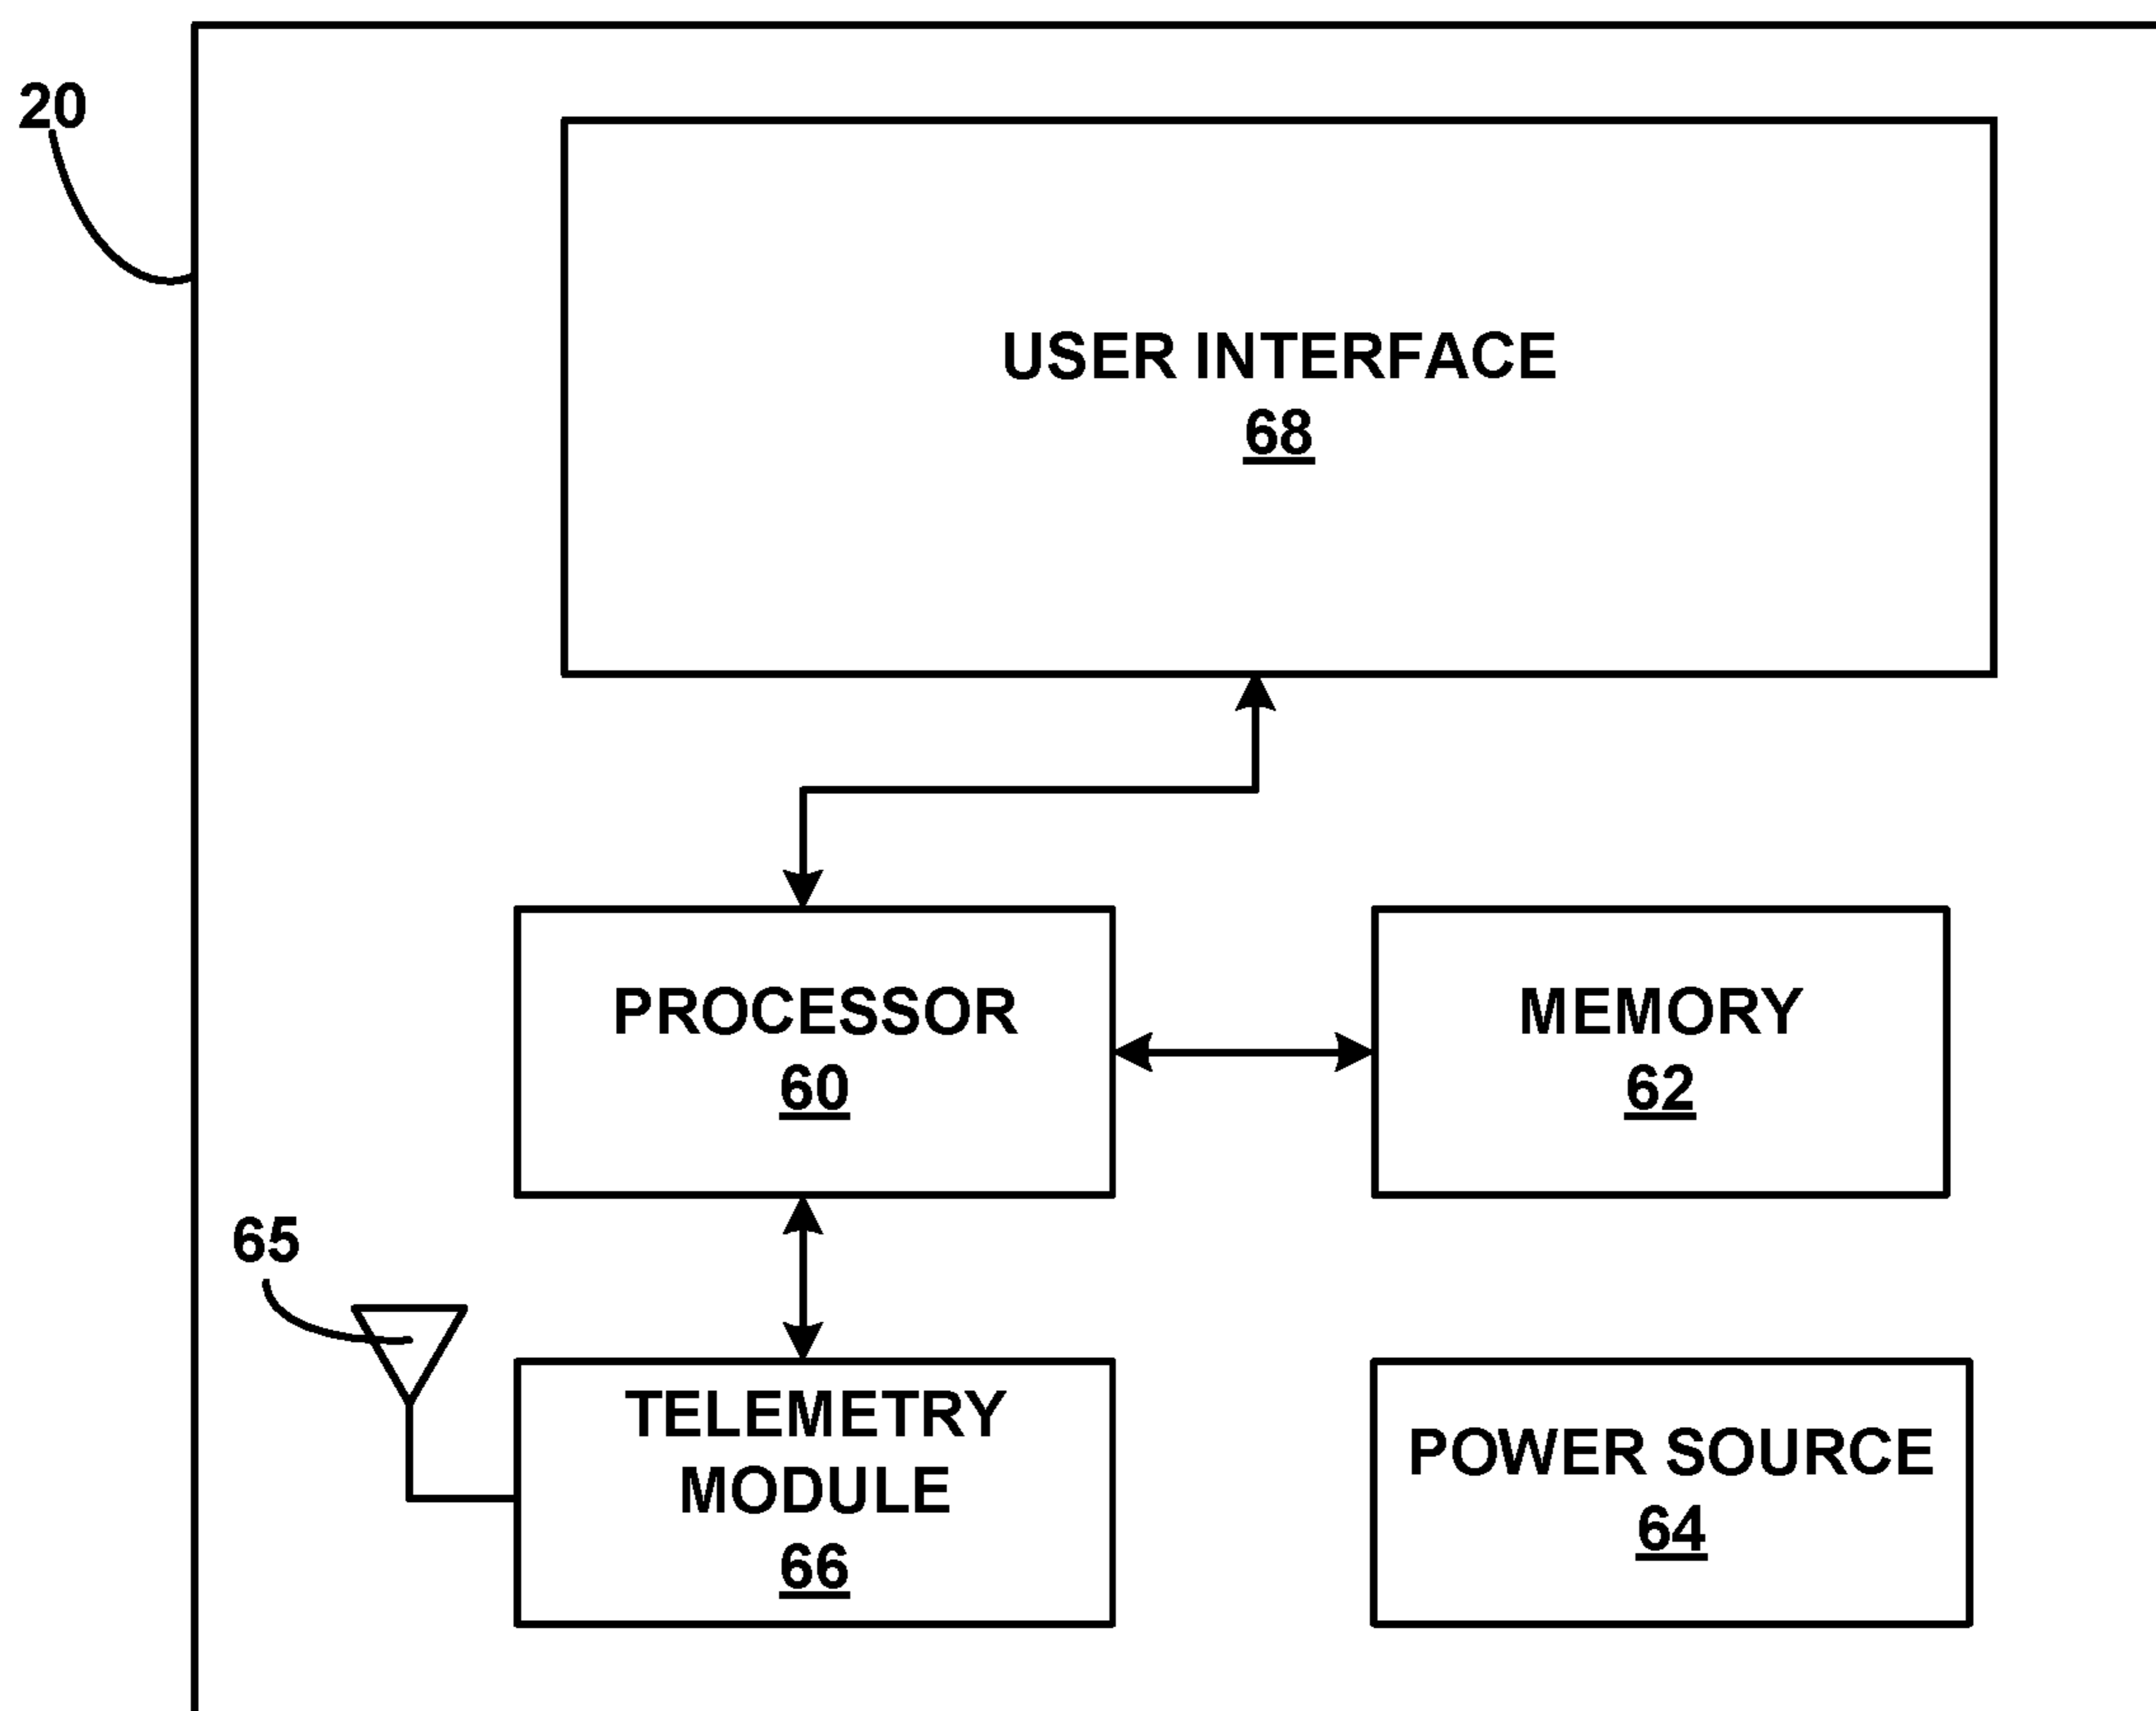 20
USER INTERFACE
68
PROCESSOR
60
MEMORY
62
65
TELEMETRY
MODULE
66
POWER SOURCE
64